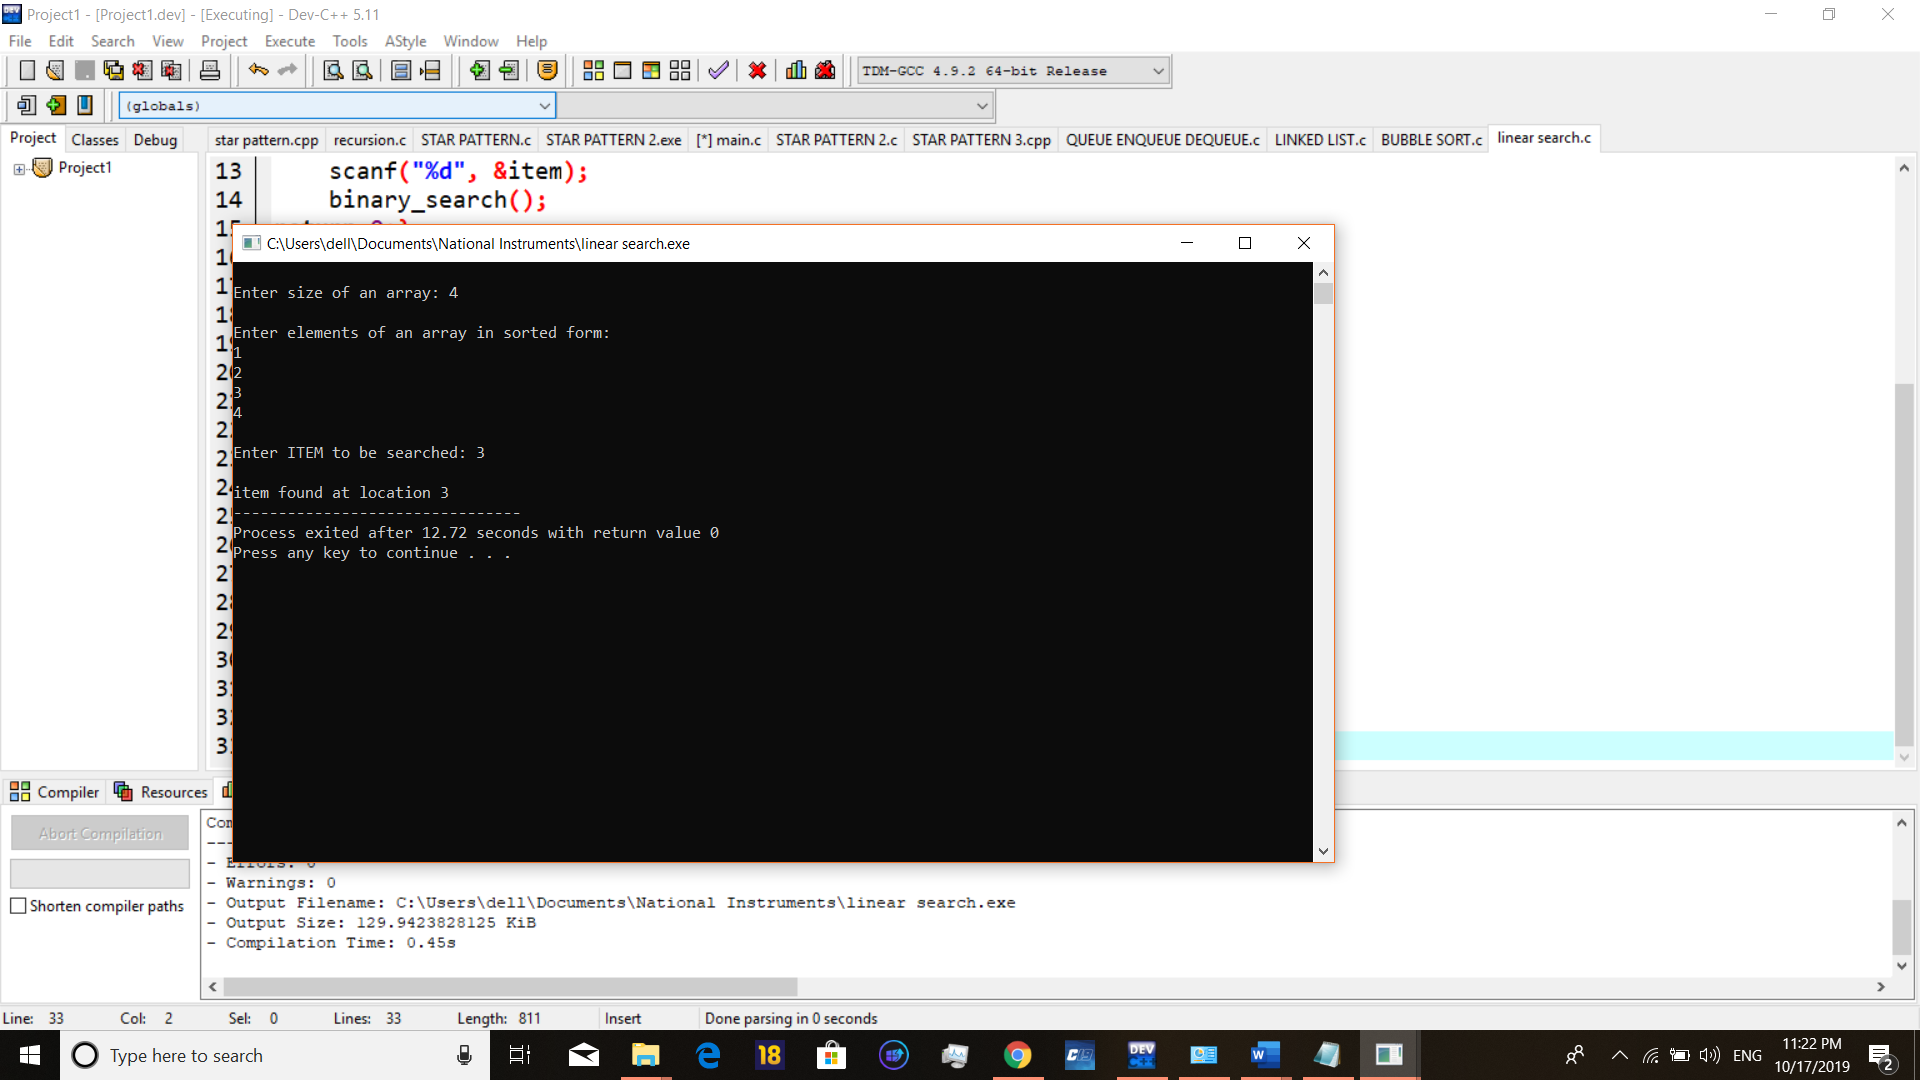 Project1 - [Project1.dev] - [Executing] - Dev-C++ 5.11
File Edit Search View Project Execute Tools AStyle Window Help
TDM-GCC 4.9.2 64-bit Release
(globals)
Project Classes Debug
star pattern.cpp recursion.c STAR PATTERN.c STAR PATTERN 2.exe [*] main.c STAR PATTERN 2.c STAR PATTERN 3.cpp QUEUE ENQUEUE DEQUEUE.c LINKED LIST.c BUBBLE SORT.c linear search.c
Project1
13 scanf("%d", &item);
14 binary_search();
C:\Users\dell\Documents\National Instruments\linear search.exe
Enter size of an array: 4
Enter elements of an array in sorted form:
1
2
3
4
Enter ITEM to be searched: 3
item found at location 3
--------------------------------
Process exited after 12.72 seconds with return value 0
Press any key to continue . . .
Compiler Resources
Abort Compilation
Shorten compiler paths
- Errors: 0
- Warnings: 0
- Output Filename: C:\Users\dell\Documents\National Instruments\linear search.exe
- Output Size: 129.9423828125 KiB
- Compilation Time: 0.45s
Line: 33 Col: 2 Sel: 0 Lines: 33 Length: 811 Insert Done parsing in 0 seconds
Type here to search
18
DEV C++
ENG
11:22 PM
10/17/2019
2